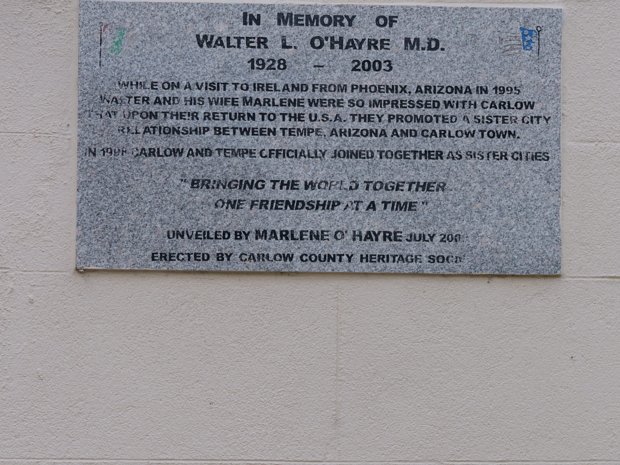 IN MEMORY OF
WALTER L. O'HAYRE M.D.
1928 – 2003
WHILE ON A VISIT TO IRELAND FROM PHOENIX, ARIZONA IN 1995
WALTER AND HIS WIFE MARLENE WERE SO IMPRESSED WITH CARLOW
THAT UPON THEIR RETURN TO THE U.S.A. THEY PROMOTED A SISTER CITY
RELATIONSHIP BETWEEN TEMPE, ARIZONA AND CARLOW TOWN.
IN CARLOW AND TEMPE OFFICIALLY JOINED TOGETHER AS SISTER CITIES
"BRINGING THE WORLD TOGETHER
ONE FRIENDSHIP AT A TIME"
UNVEILED BY MARLENE O'HAYRE JULY
ERECTED BY CARLOW COUNTY HERITAGE